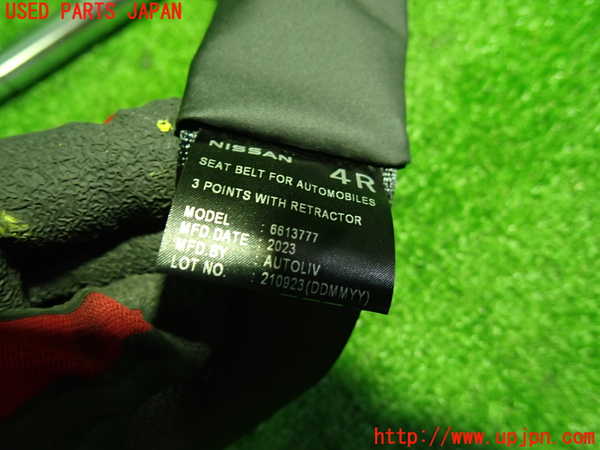 USED PARTS JAPAN
NISSAN 4R
SEAT BELT FOR AUTOMOBILES
3 POINTS WITH RETRACTOR
MODEL : 6613777
MFD DATE : 2023
MFD BY : AUTOLIV
LOT NO. : 210923(DDMMYY)
http://www.upjpn.com/